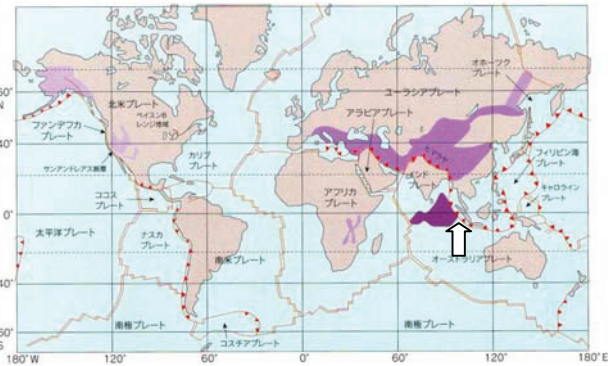 オホーツク
プレート
ユーラシアプレート
60°
N
北米プレート
ベイスンB
レンジ地域
アラビアプレート
ファンデフカ
プレート
40°
カリブ
プレート
フィリピン海
プレート
サンアンドレアス断層
インド
プレート
アフリカ
プレート
キャロライン
プレート
ココス
プレート
0°
太平洋プレート
ナスカ
プレート
南米プレート
オーストラリアプレート
40°
南極プレート
南極プレート
60°
S
コスチアプレート
180°W
120°
60°
0°
60°
120°
180°E